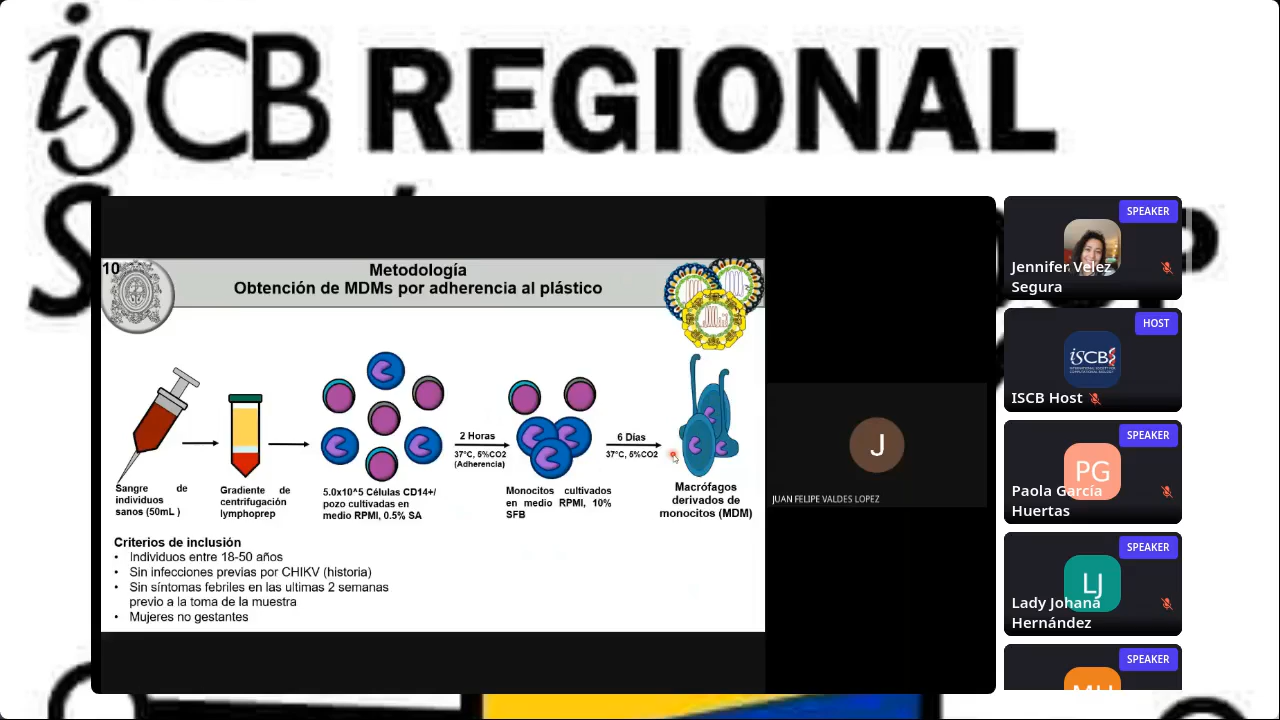 iSCB REGIONAL
10
Metodología
Obtención de MDMs por adherencia al plástico
2 Horas
37°C, 5%CO2
(Adherencia)
6 Dias
37°C, 5%CO2
Sangre de
individuos
sanos (50mL )
Gradiente de
centrifugación
lymphoprep
5.0x10^5 Células CD14+/
pozo cultivadas en
medio RPMI, 0.5% SA
Monocitos cultivados
en medio RPMI, 10%
SFB
Macrófagos
derivados de
monocitos (MDM)
Criterios de inclusión
• Individuos entre 18-50 años
• Sin infecciones previas por CHIKV (historia)
• Sin síntomas febriles en las ultimas 2 semanas
previo a la toma de la muestra
• Mujeres no gestantes
J
JUAN FELIPE VALDES LOPEZ
SPEAKER
Jennifer Velez
Segura
HOST
iSCB
ISCB Host
SPEAKER
PG
Paola García
Huertas
SPEAKER
LJ
Lady Johana
Hernández
SPEAKER